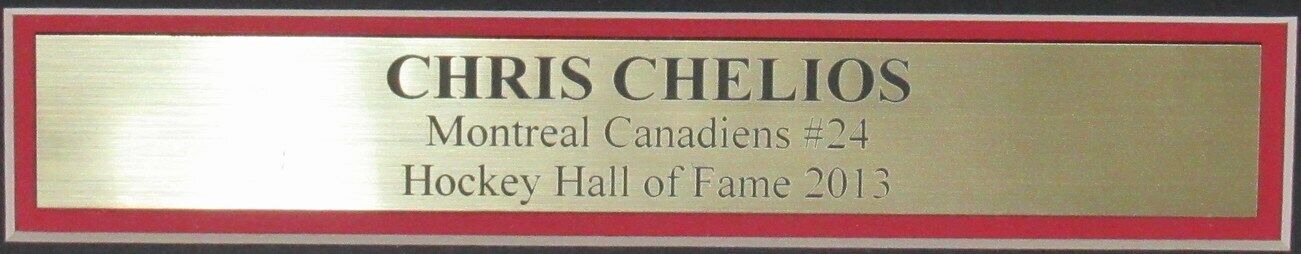 CHRIS CHELIOS
Montreal Canadiens #24
Hockey Hall of Fame 2013